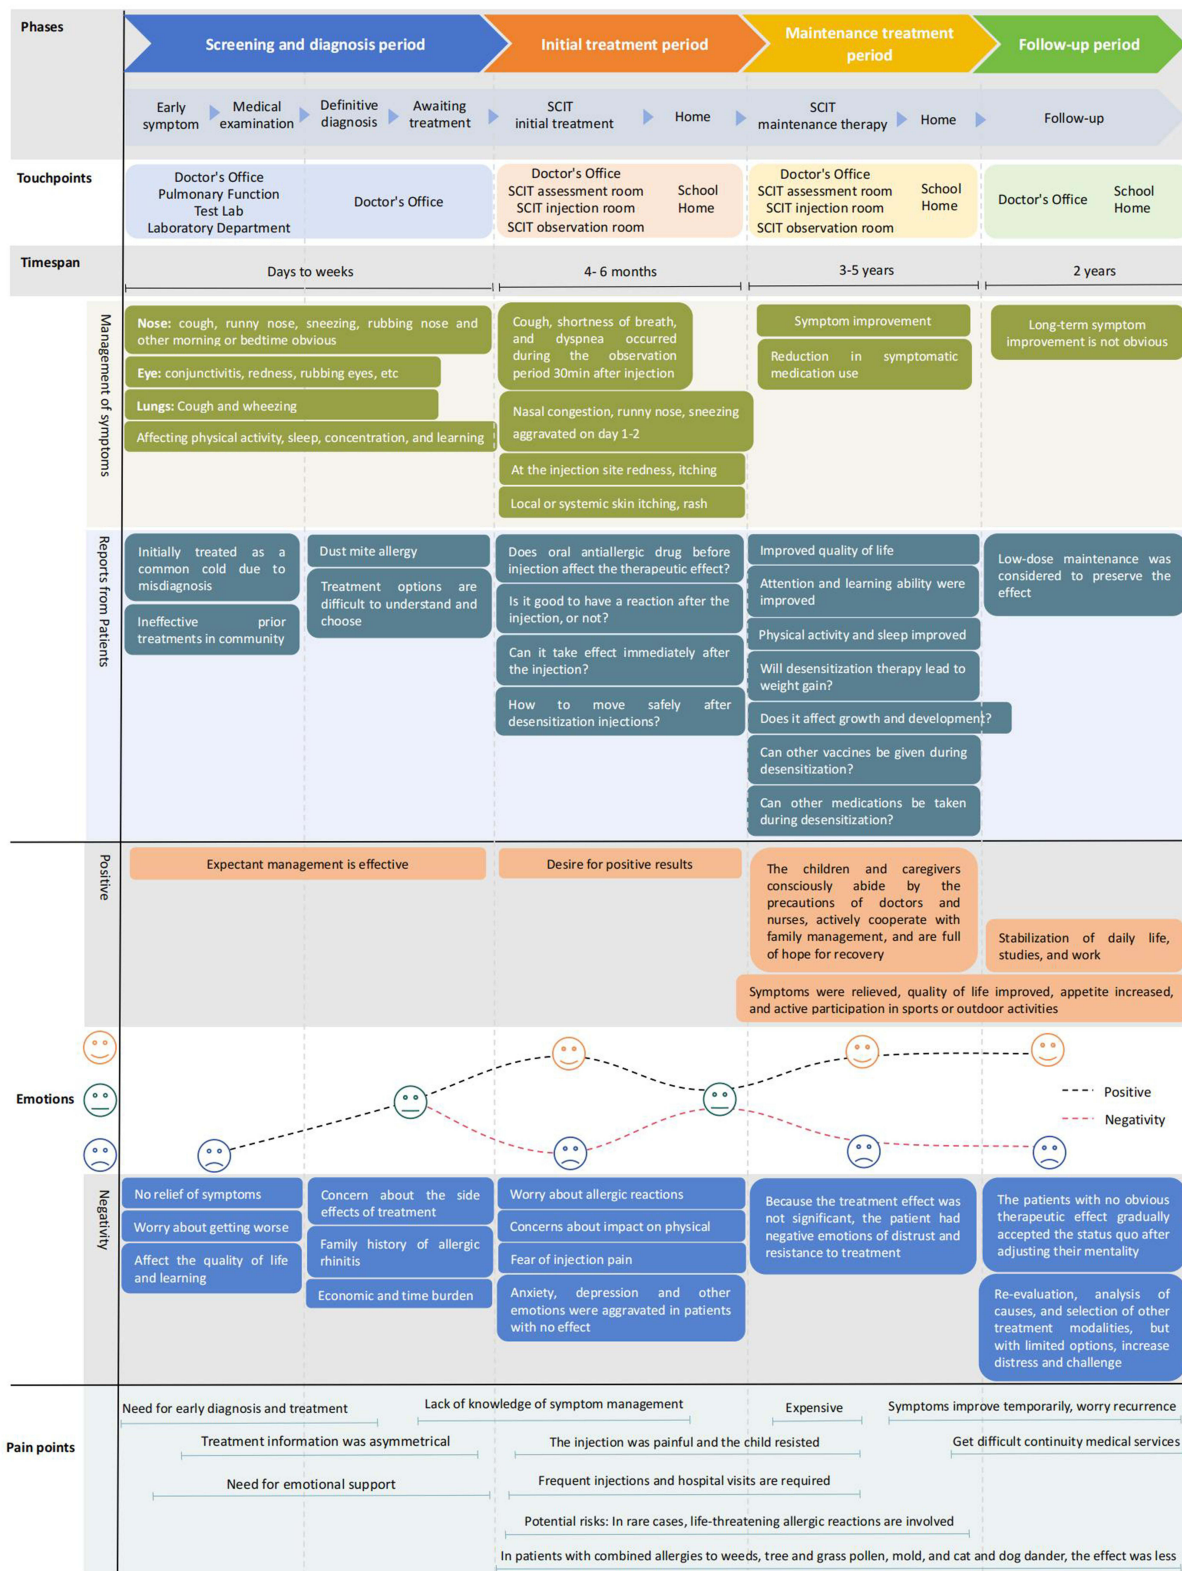 Phases
Screening and diagnosis period
Initial treatment period
Maintenance treatment
period
Follow-up period
Early
symptom
Medical
examination
Definitive
diagnosis
Awaiting
treatment
SCIT
initial treatment
Home
SCIT
maintenance therapy
Home
Follow-up
Touchpoints
Doctor's Office
Pulmonary Function
Test Lab
Laboratory Department
Doctor's Office
Doctor's Office
SCIT assessment room
SCIT injection room
SCIT observation room
School
Home
Doctor's Office
SCIT assessment room
SCIT injection room
SCIT observation room
School
Home
Doctor's Office
School
Home
Timespan
Days to weeks
4- 6 months
3-5 years
2 years
Management of symptoms
Nose: cough, runny nose, sneezing, rubbing nose and
other morning or bedtime obvious
Eye: conjunctivitis, redness, rubbing eyes, etc
Lungs: Cough and wheezing
Affecting physical activity, sleep, concentration, and learning
Cough, shortness of breath,
and dyspnea occurred
during the observation
period 30min after injection
Nasal congestion, runny nose, sneezing
aggravated on day 1-2
At the injection site redness, itching
Local or systemic skin itching, rash
Symptom improvement
Reduction in symptomatic
medication use
Long-term symptom
improvement is not obvious
Reports from Patients
Initially treated as a
common cold due to
misdiagnosis
Ineffective prior
treatments in community
Dust mite allergy
Treatment options are
difficult to understand and
choose
Does oral antiallergic drug before
injection affect the therapeutic effect?
Is it good to have a reaction after the
injection, or not?
Can it take effect immediately after
the injection?
How to move safely after
desensitization injections?
Improved quality of life
Attention and learning ability were
improved
Physical activity and sleep improved
Will desensitization therapy lead to
weight gain?
Does it affect growth and development?
Can other vaccines be given during
desensitization?
Can other medications be taken
during desensitization?
Low-dose maintenance was
considered to preserve the
effect
Positive
Expectant management is effective
Desire for positive results
The children and caregivers
consciously abide by the
precautions of doctors and
nurses, actively cooperate with
family management, and are full
of hope for recovery
Stabilization of daily life,
studies, and work
Symptoms were relieved, quality of life improved, appetite increased,
and active participation in sports or outdoor activities
Emotions
Positive
Negativity
Negativity
No relief of symptoms
Worry about getting worse
Affect the quality of life
and learning
Concern about the side
effects of treatment
Family history of allergic
rhinitis
Economic and time burden
Worry about allergic reactions
Concerns about impact on physical
Fear of injection pain
Anxiety, depression and other
emotions were aggravated in patients
with no effect
Because the treatment effect was
not significant, the patient had
negative emotions of distrust and
resistance to treatment
The patients with no obvious
therapeutic effect gradually
accepted the status quo after
adjusting their mentality
Re-evaluation, analysis of
causes, and selection of other
treatment modalities, but
with limited options, increase
distress and challenge
Pain points
Need for early diagnosis and treatment
Lack of knowledge of symptom management
Expensive
Symptoms improve temporarily, worry recurrence
Treatment information was asymmetrical
The injection was painful and the child resisted
Get difficult continuity medical services
Need for emotional support
Frequent injections and hospital visits are required
Potential risks: In rare cases, life-threatening allergic reactions are involved
In patients with combined allergies to weeds, tree and grass pollen, mold, and cat and dog dander, the effect was less